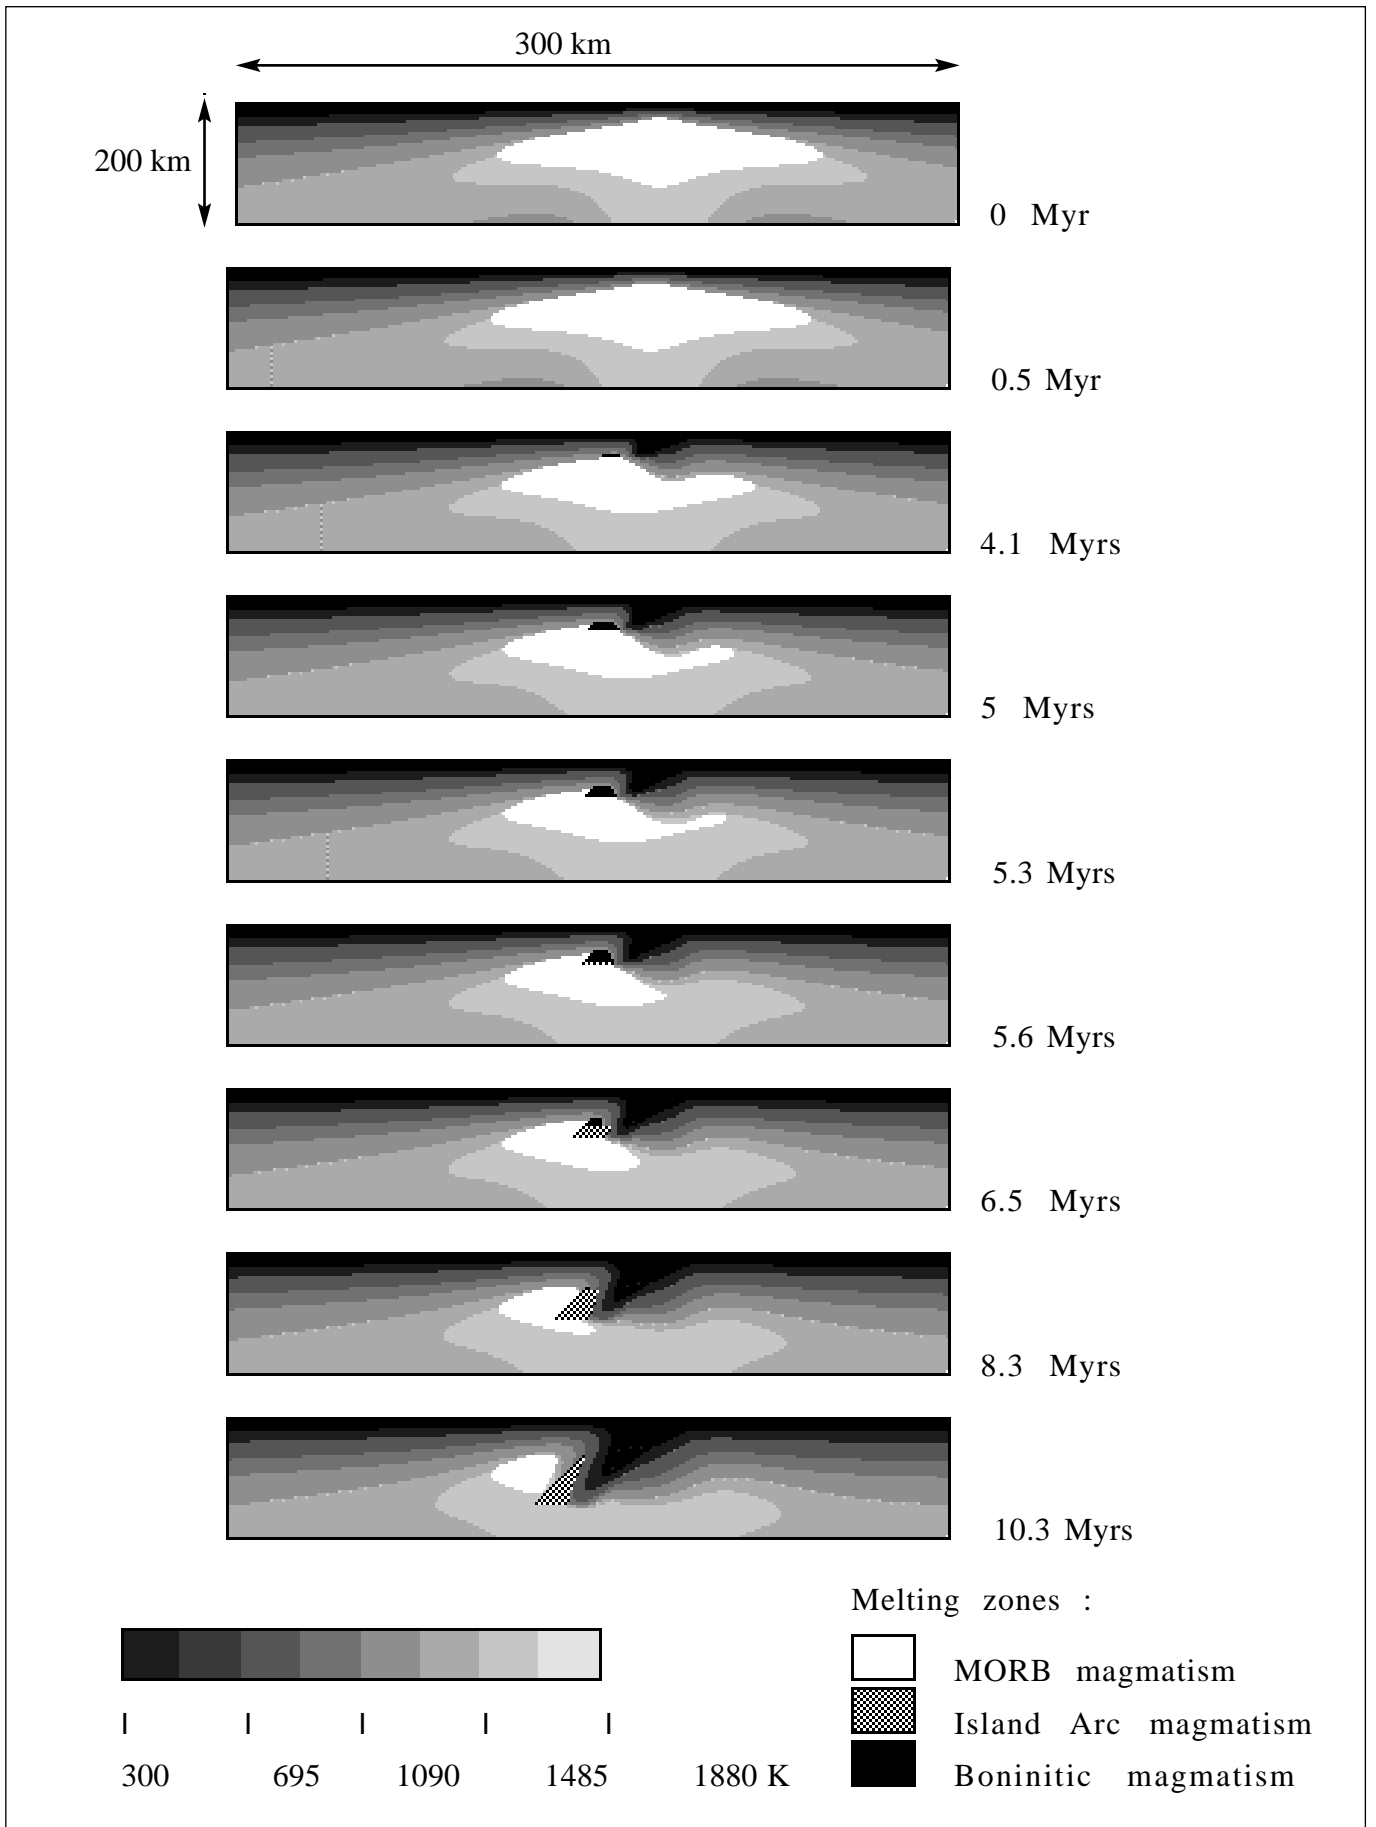 300 km
200 km
0 Myr
0.5 Myr
4.1 Myrs
5 Myrs
5.3 Myrs
5.6 Myrs
6.5 Myrs
8.3 Myrs
10.3 Myrs
Melting zones :
MORB magmatism
Island Arc magmatism
Boninitic magmatism
300 695 1090 1485 1880 K